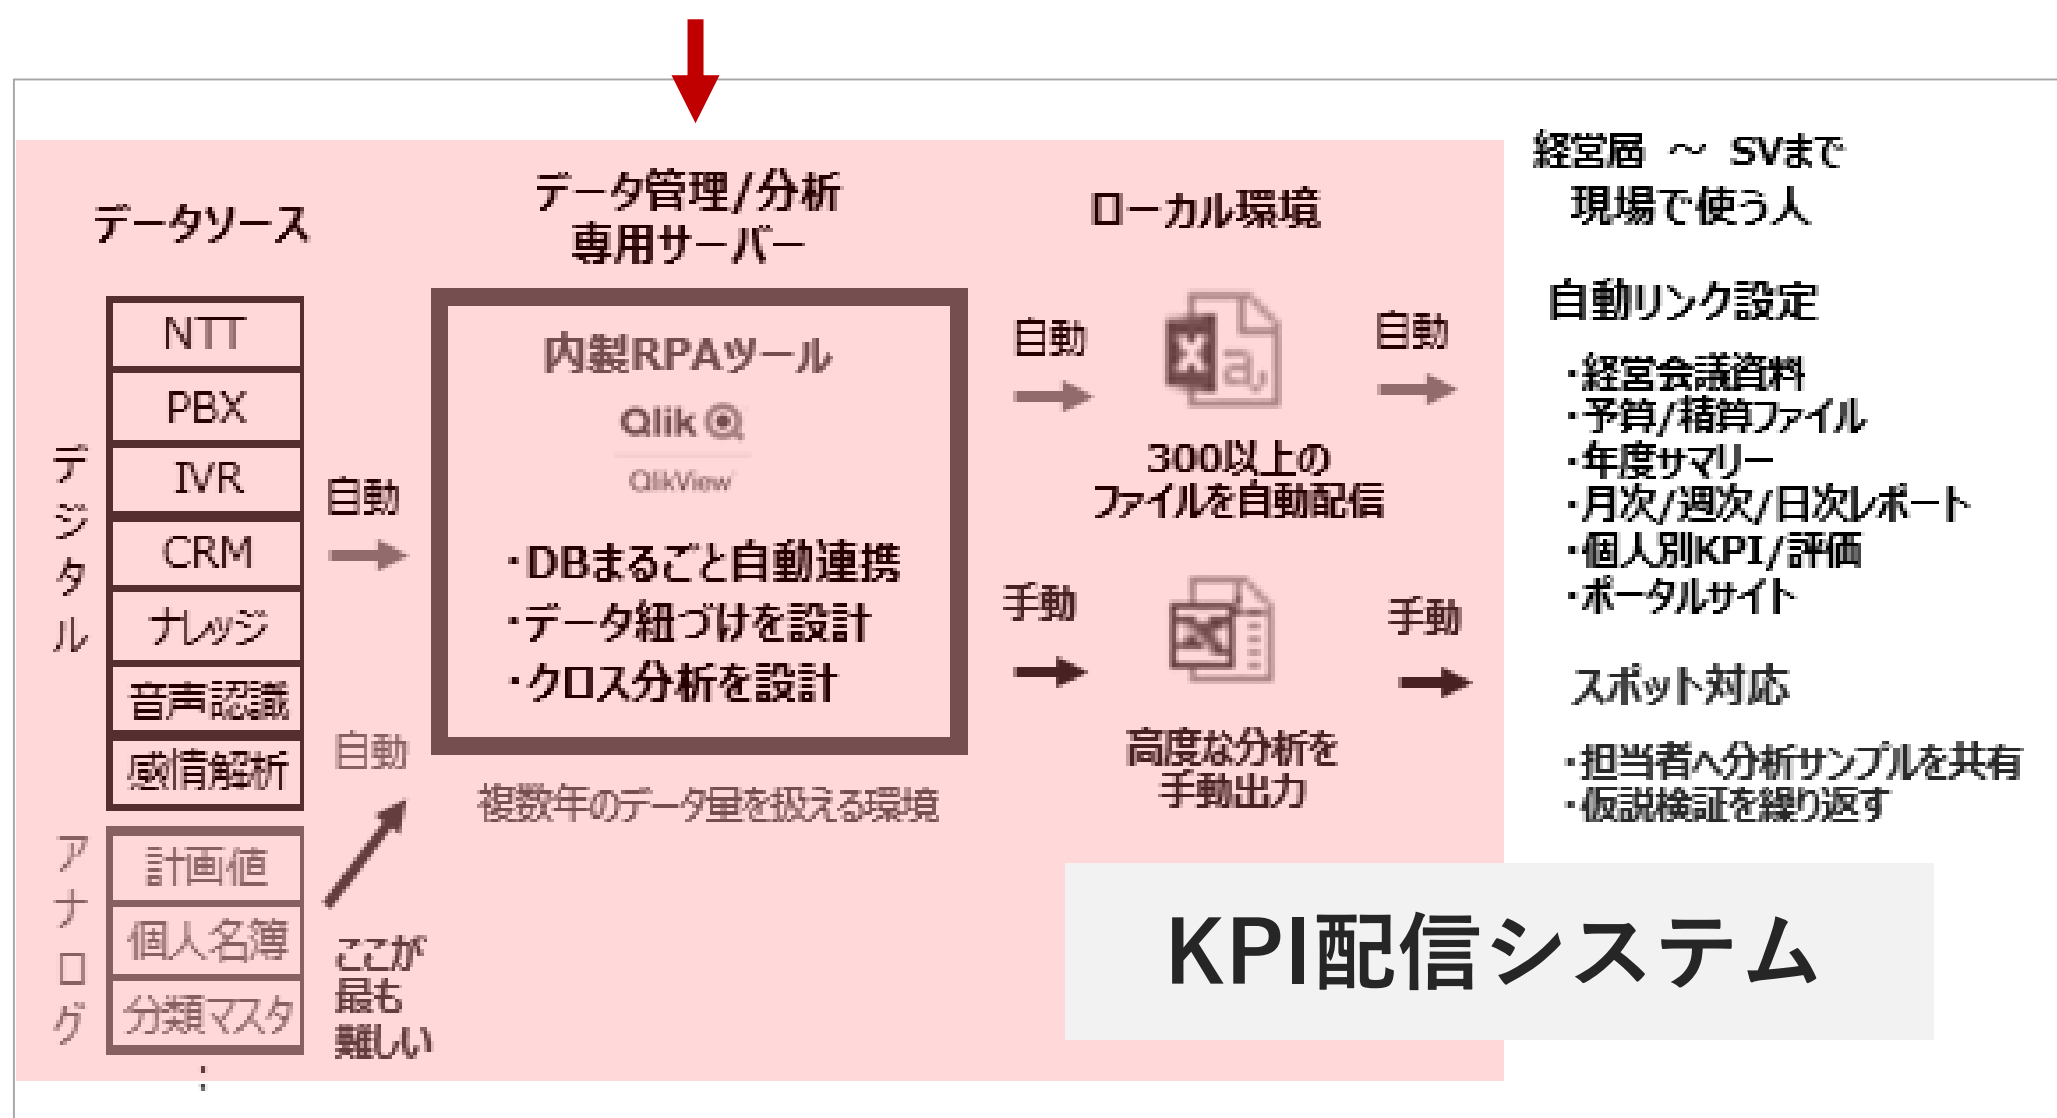 データソース
デジタル
NTT
PBX
IVR
CRM
ナレッジ
音声認識
感情解析
アナログ
計画値
個人名簿
分類マスタ
:
自動
自動
ここが
最も
難しい
データ管理/分析
専用サーバー
内製RPAツール
Qlik
QlikView
・DBまるごと自動連携
・データ紐づけを設計
・クロス分析を設計
複数年のデータ量を扱える環境
自動
手動
ローカル環境
a,
300以上の
ファイルを自動配信
高度な分析を
手動出力
自動
手動
経営層 ～ SVまで
現場で使う人
自動リンク設定
・経営会議資料
・予算/精算ファイル
・年度サマリー
・月次/週次/日次レポート
・個人別KPI/評価
・ポータルサイト
スポット対応
・担当者へ分析サンプルを共有
・仮説検証を繰り返す
KPI配信システム